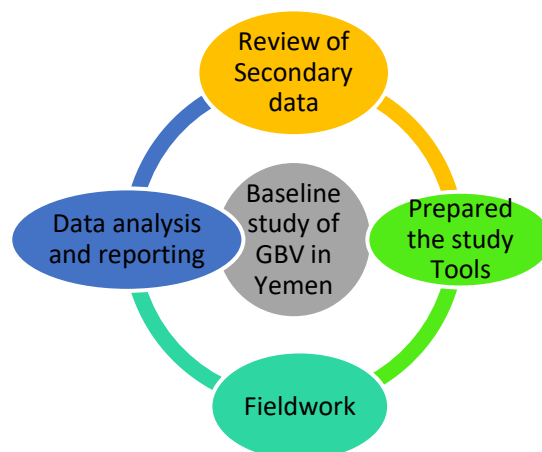 Review of
Secondary
data
Baseline
study of
GBV in
Yemen
Prepared
the study
Tools
Fieldwork
Data analysis
and reporting